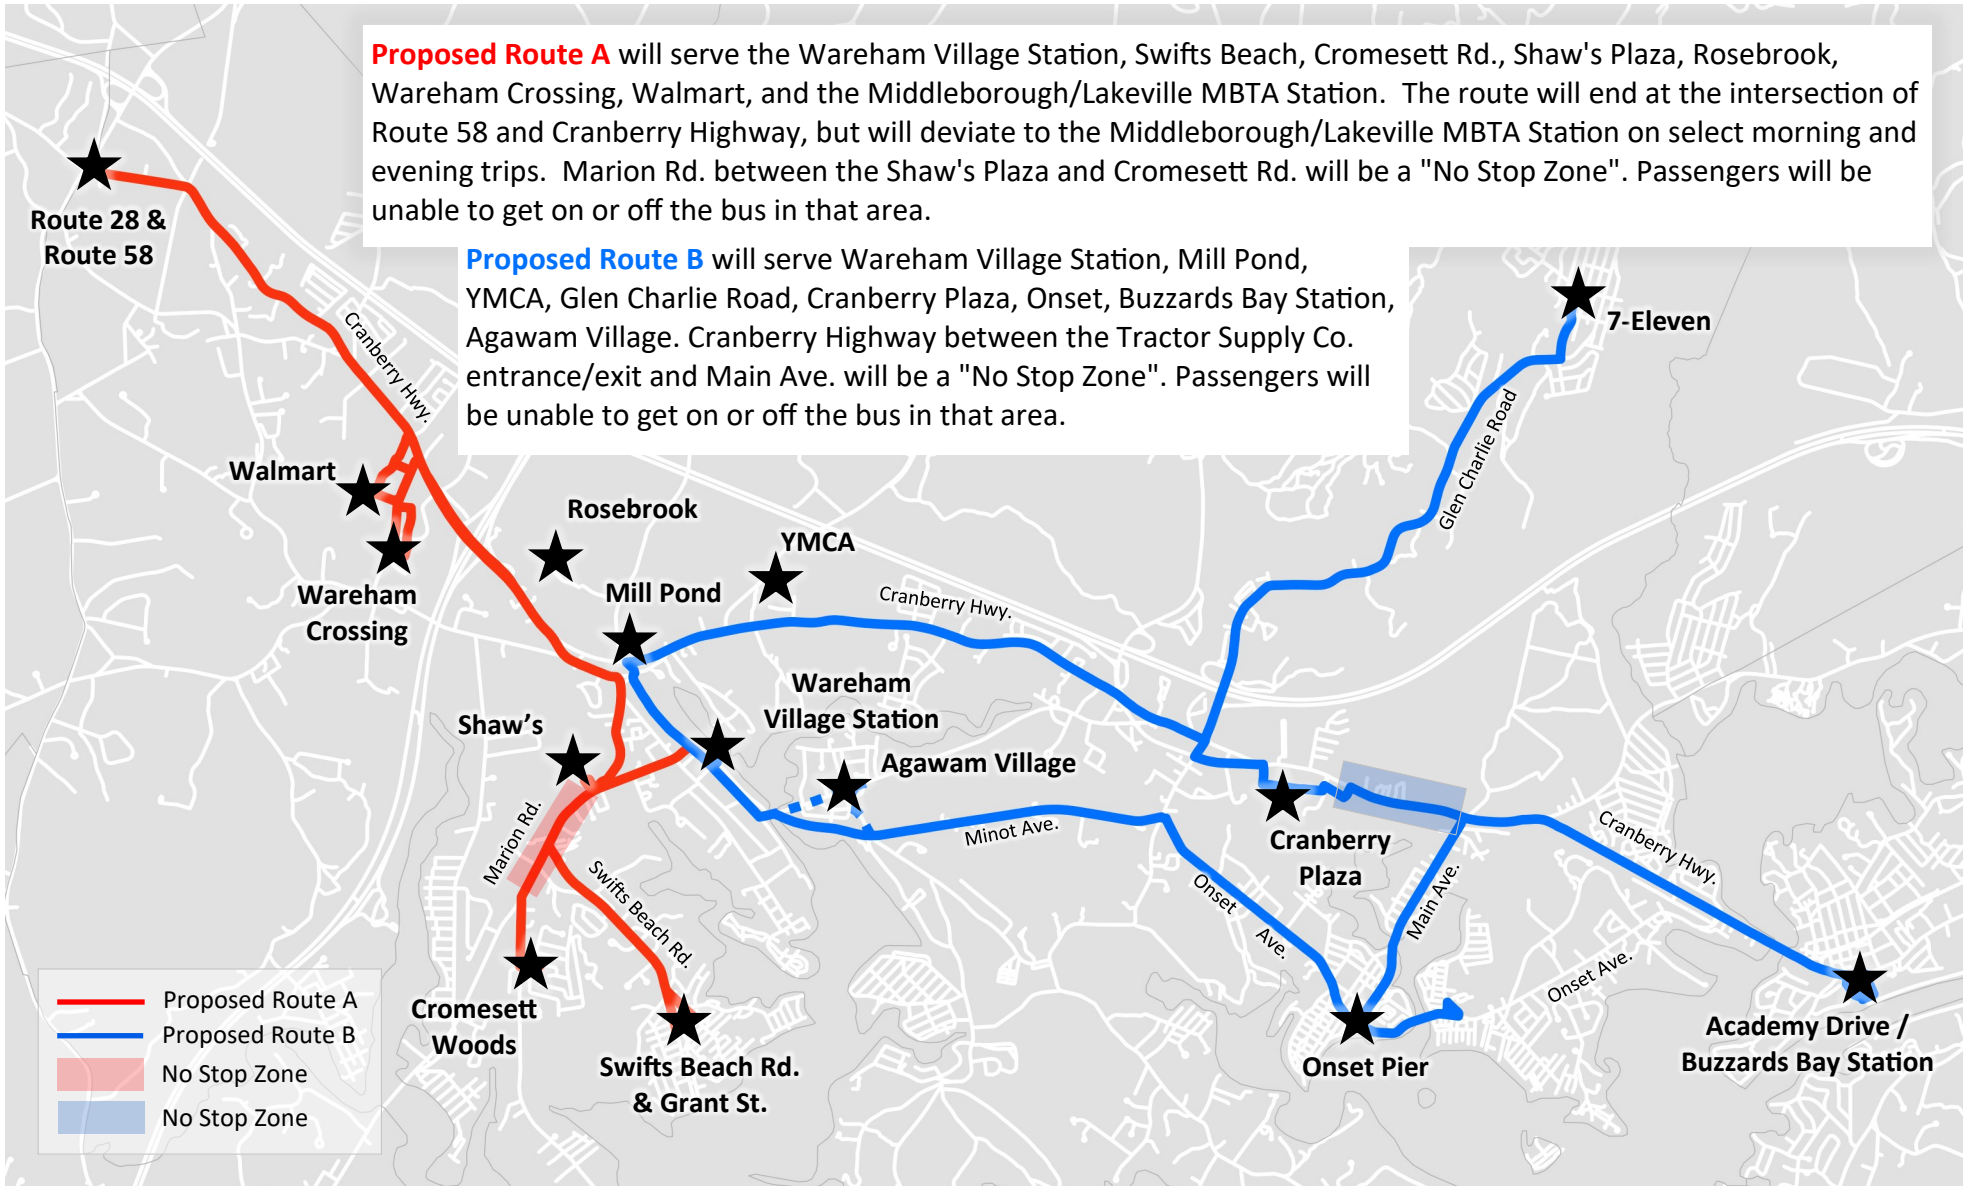 Proposed Route A will serve the Wareham Village Station, Swifts Beach, Cromesett Rd., Shaw's Plaza, Rosebrook,
Wareham Crossing, Walmart, and the Middleborough/Lakeville MBTA Station.  The route will end at the intersection of
Route 58 and Cranberry Highway, but will deviate to the Middleborough/Lakeville MBTA Station on select morning and
evening trips.  Marion Rd. between the Shaw's Plaza and Cromesett Rd. will be a "No Stop Zone". Passengers will be
unable to get on or off the bus in that area.
Proposed Route B will serve Wareham Village Station, Mill Pond,
YMCA, Glen Charlie Road, Cranberry Plaza, Onset, Buzzards Bay Station,
Agawam Village. Cranberry Highway between the Tractor Supply Co.
entrance/exit and Main Ave. will be a "No Stop Zone". Passengers will
be unable to get on or off the bus in that area.
Route 28 &
Route 58
Cranberry Hwy.
7-Eleven
Glen Charlie Road
Walmart
Wareham
Crossing
Rosebrook
YMCA
Mill Pond
Cranberry Hwy.
Wareham
Village Station
Shaw's
Agawam Village
Marion Rd.
Minot Ave.
Cranberry
Plaza
Cranberry Hwy.
Swifts Beach Rd.
Onset
Ave.
Main Ave.
Onset Ave.
Cromesett
Woods
Swifts Beach Rd.
& Grant St.
Onset Pier
Academy Drive /
Buzzards Bay Station
Proposed Route A
Proposed Route B
No Stop Zone
No Stop Zone